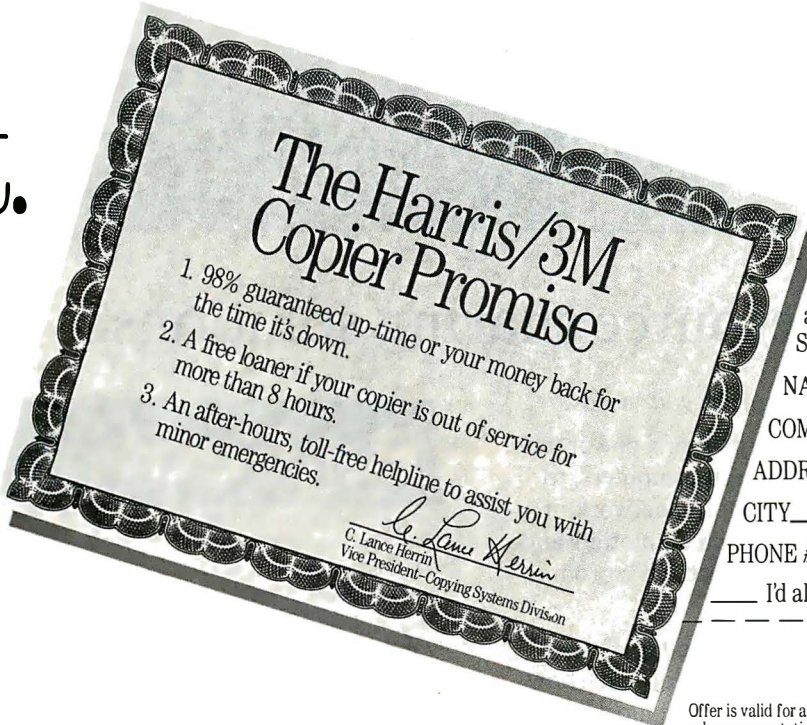 The Harris/3M
Copier Promise
1. 98% guaranteed up-time or your money back for
the time it's down.
2. A free loaner if your copier is out of service for
more than 8 hours.
3. An after-hours, toll-free helpline to assist you with
minor emergencies.
C. Lance Herrin
C. Lance Herrin
Vice President–Copying Systems Division
CITY
PHONE #
I'd al
Offer is valid for a